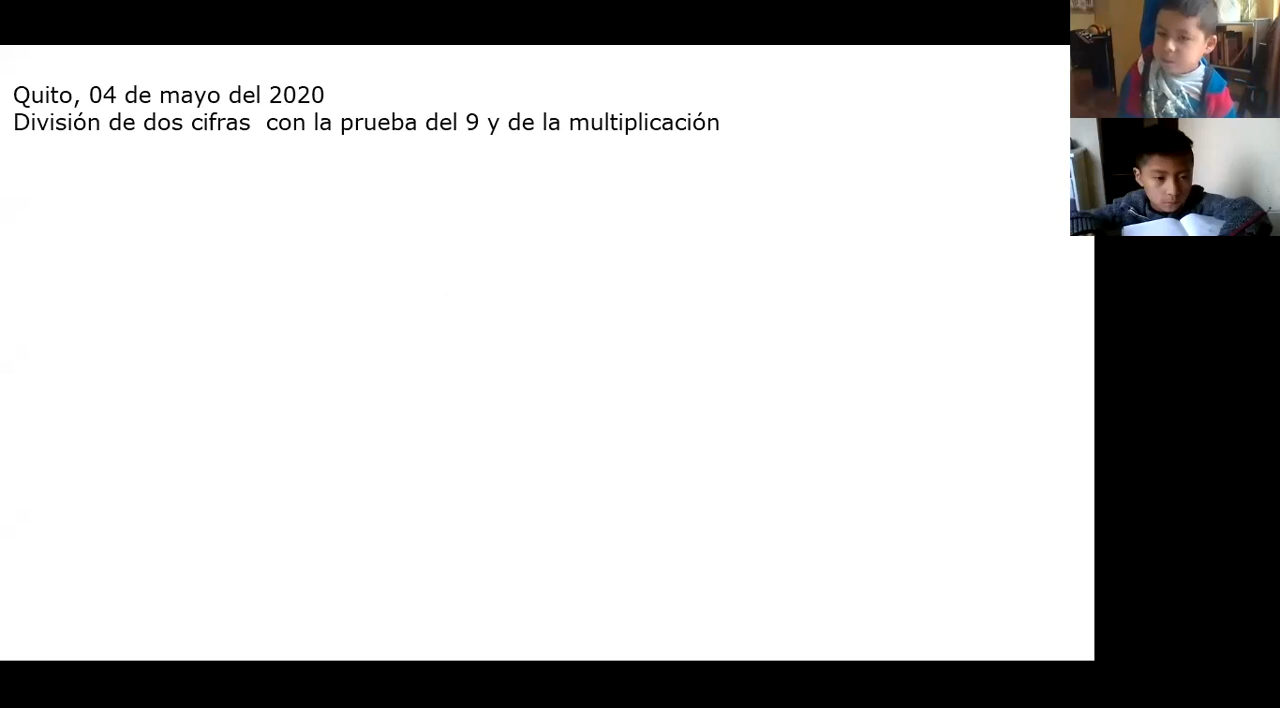 Quito, 04 de mayo del 2020
División de dos cifras  con la prueba del 9 y de la multiplicación